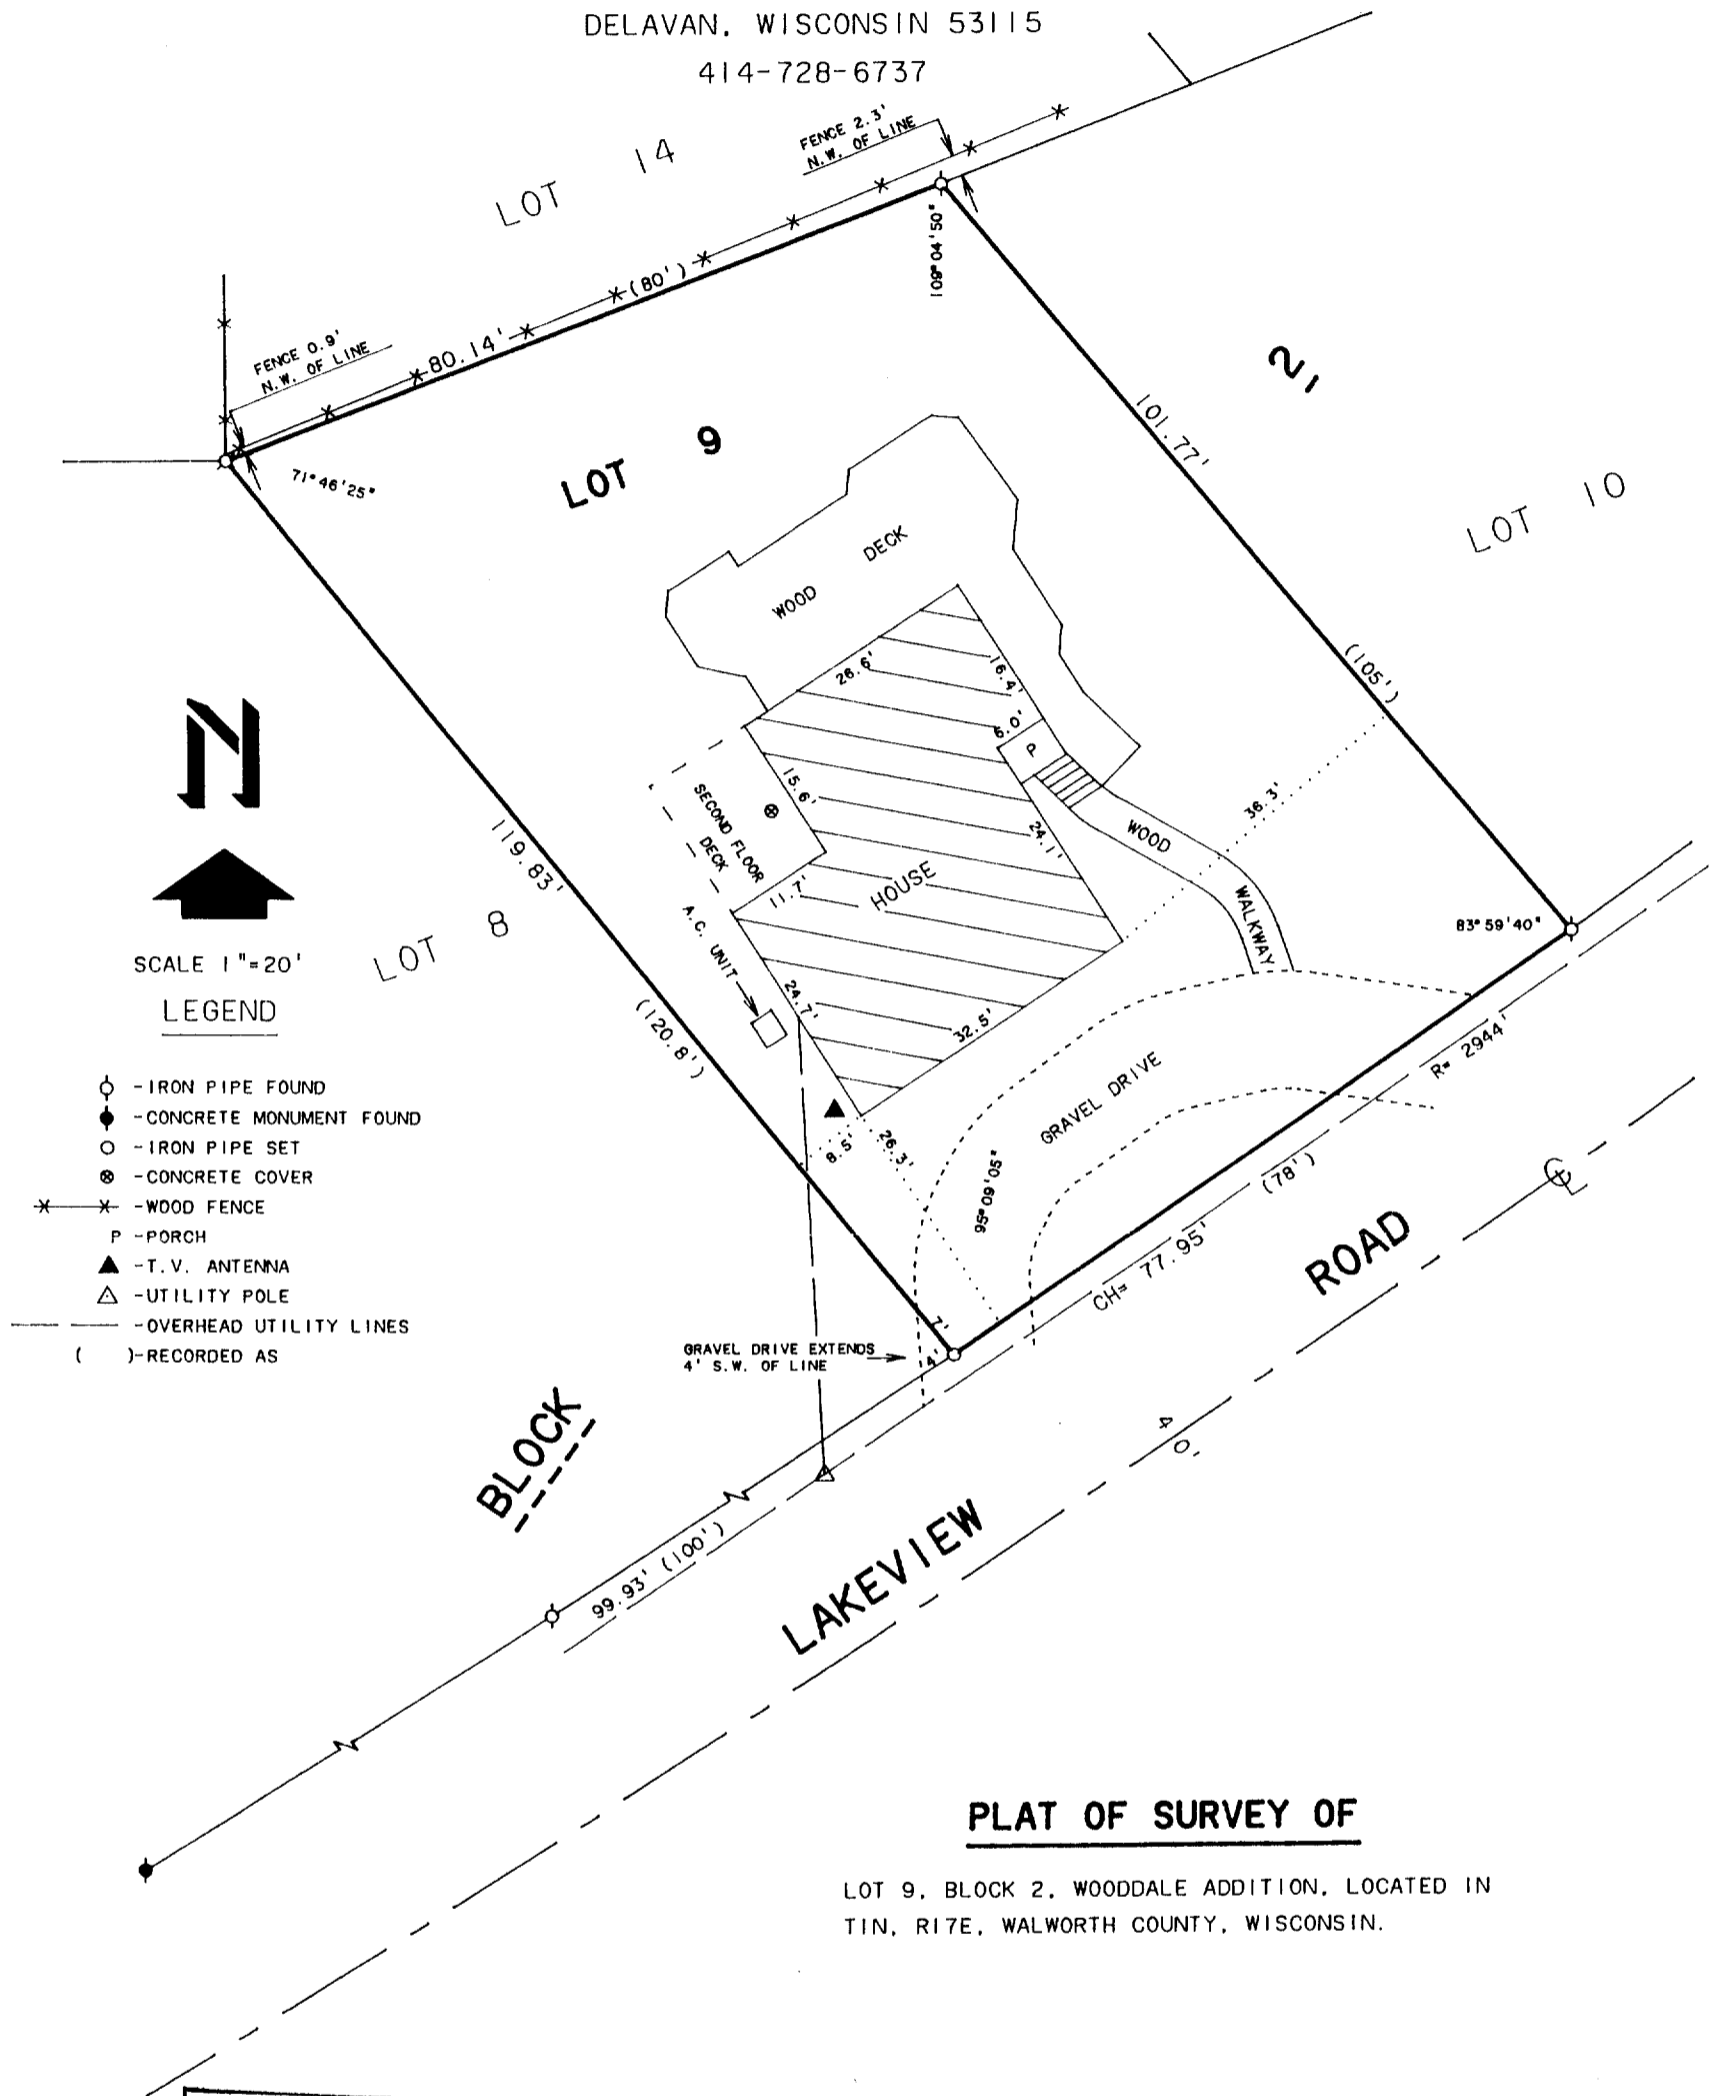 DELAVAN, WISCONSIN 53115
414-728-6737
LOT 14
FENCE 2.3'
N.W. OF LINE
109°04'50"
(80')
80.14'
FENCE 0.9'
N.W. OF LINE
71°46'25"
LOT 9
21
101.77'
LOT 10
(105')
WOOD DECK
26.6'
16.4'
6.0'
P
15.6'
SECOND FLOOR
DECK
24.1'
11.7'
HOUSE
WOOD
WALKWAY
36.3'
83°59'40"
N
119.83'
LOT 8
(120.8')
A.C. UNIT
24.7'
32.5'
SCALE 1"=20'
LEGEND
-IRON PIPE FOUND
-CONCRETE MONUMENT FOUND
-IRON PIPE SET
-CONCRETE COVER
-WOOD FENCE
P -PORCH
-T.V. ANTENNA
-UTILITY POLE
-OVERHEAD UTILITY LINES
( )-RECORDED AS
8.5'
26.3'
95°09'05"
GRAVEL DRIVE
R= 2944'
(78')
CH= 77.95'
7'
4'
GRAVEL DRIVE EXTENDS
4' S.W. OF LINE
BLOCK
99.93' (100')
40'
LAKEVIEW ROAD
PLAT OF SURVEY OF
LOT 9, BLOCK 2, WOODDALE ADDITION, LOCATED IN
T1N, R17E, WALWORTH COUNTY, WISCONSIN.